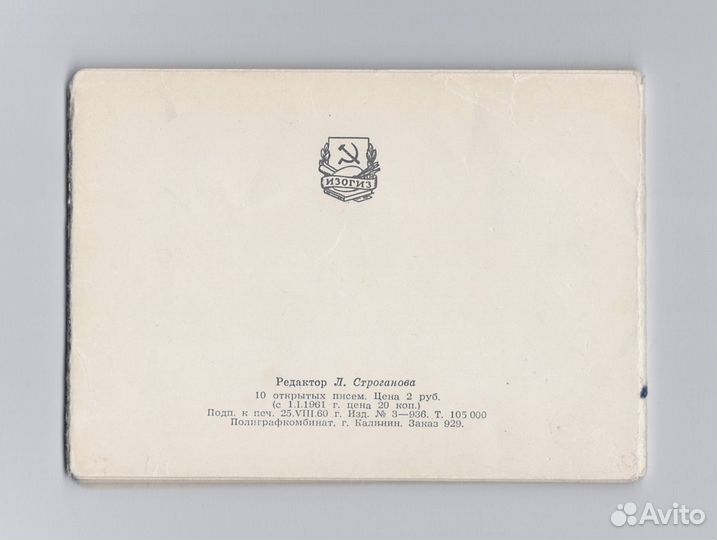 ИЗОГИЗ
Редактор Л. Строганова
10 открытых писем. Цена 2 руб.
(с 1.I.1961 г. цена 20 коп.)
Подп. к печ. 25.VIII.60 г. Изд. № 3—936. Т. 105 000
Полиграфкомбинат, г. Калинин. Заказ 929.
Avito